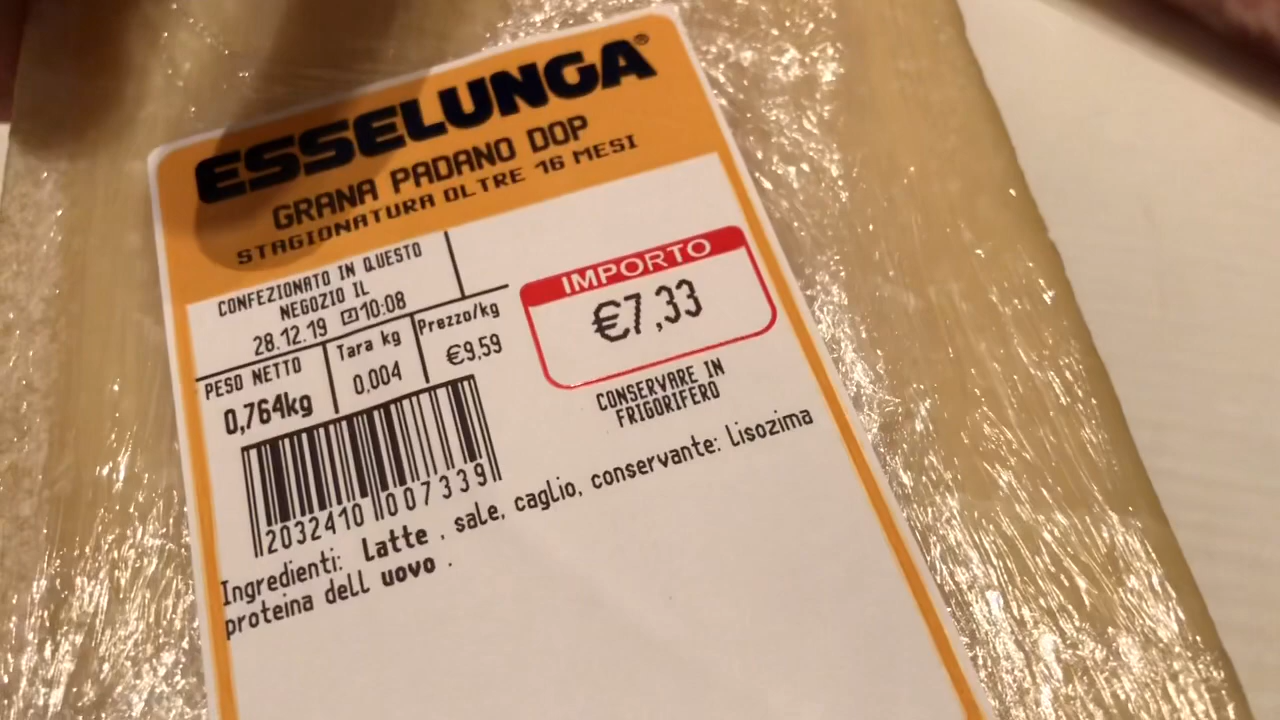 ESSELUNGA®
GRANA PADANO DOP
STAGIONATURA OLTRE 16 MESI
CONFEZIONATO IN QUESTO
NEGOZIO IL
28.12.19 10:08
PESO NETTO
0,764kg
Tara kg
0,004
Prezzo/kg
€9,59
IMPORTO
€7,33
CONSERVARE IN
FRIGORIFERO
2032410 007339
Ingredienti: Latte , sale, caglio, conservante: Lisozima
proteina dell uovo .